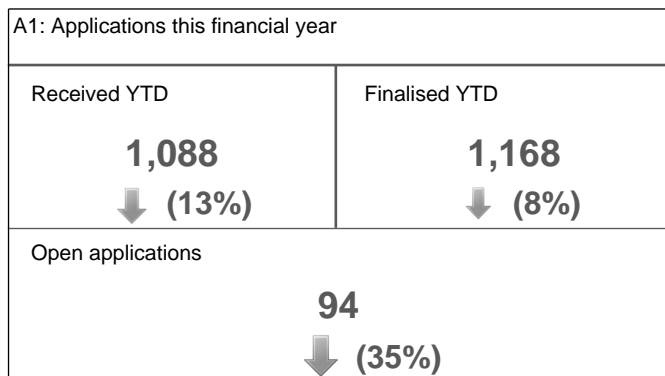 A1: Applications this financial year
Received YTD
1,088
(13%)
Finalised YTD
1,168
(8%)
Open applications
94
(35%)